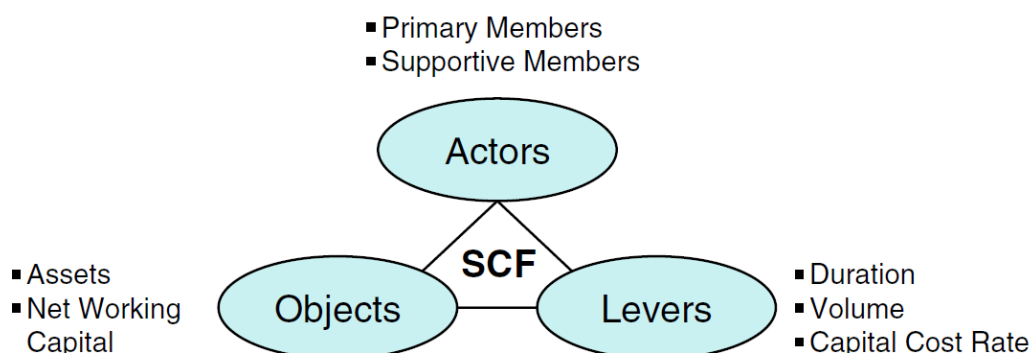 ▪ Primary Members
▪ Supportive Members
Actors
SCF
▪ Assets
▪ Net Working
Capital
Objects
Levers
▪ Duration
▪ Volume
▪ Capital Cost Rate